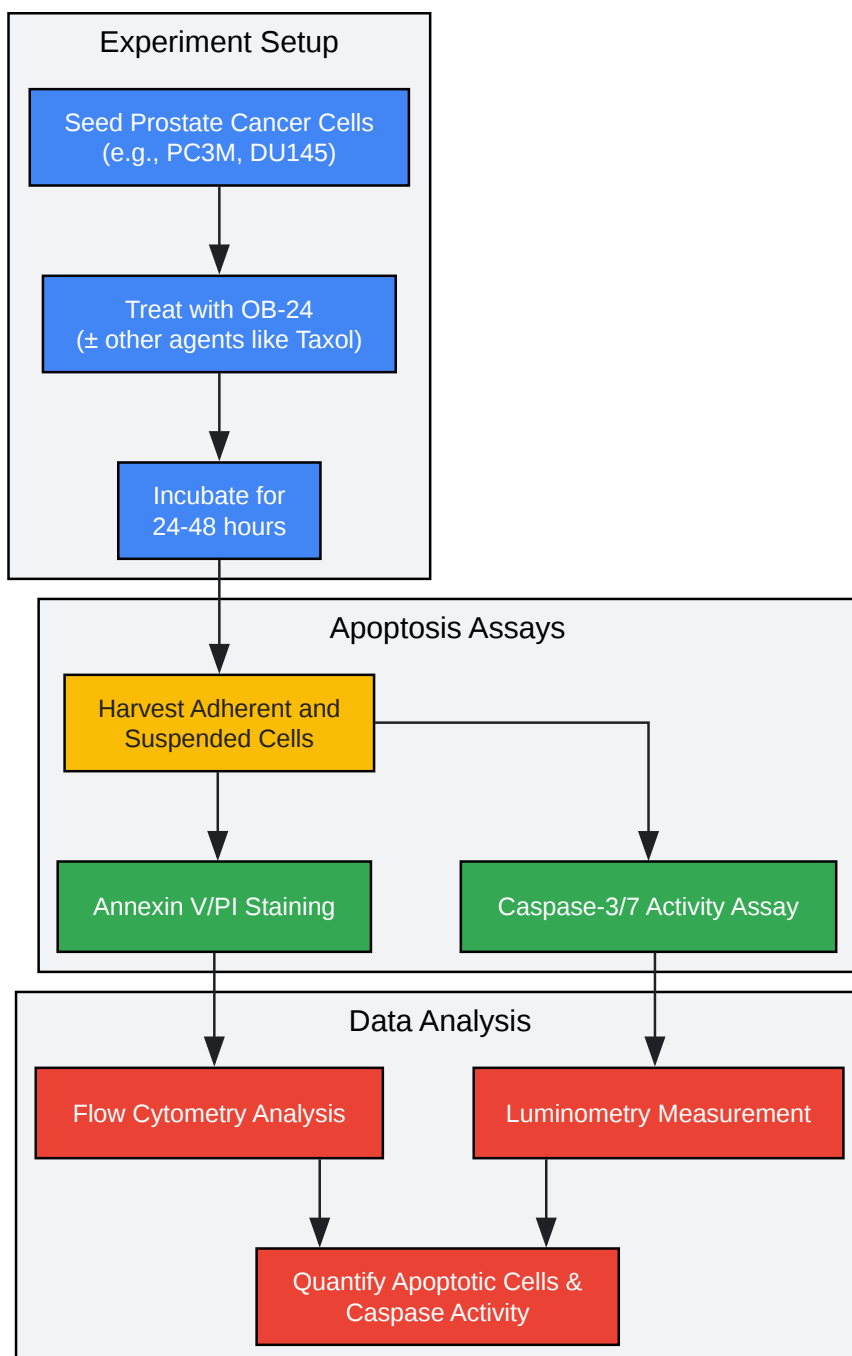 Experiment Setup
Seed Prostate Cancer Cells
(e.g., PC3M, DU145)
Treat with OB-24
(± other agents like Taxol)
Incubate for
24-48 hours
Apoptosis Assays
Harvest Adherent and
Suspended Cells
Annexin V/PI Staining
Caspase-3/7 Activity Assay
Data Analysis
Flow Cytometry Analysis
Luminometry Measurement
Quantify Apoptotic Cells &
Caspase Activity